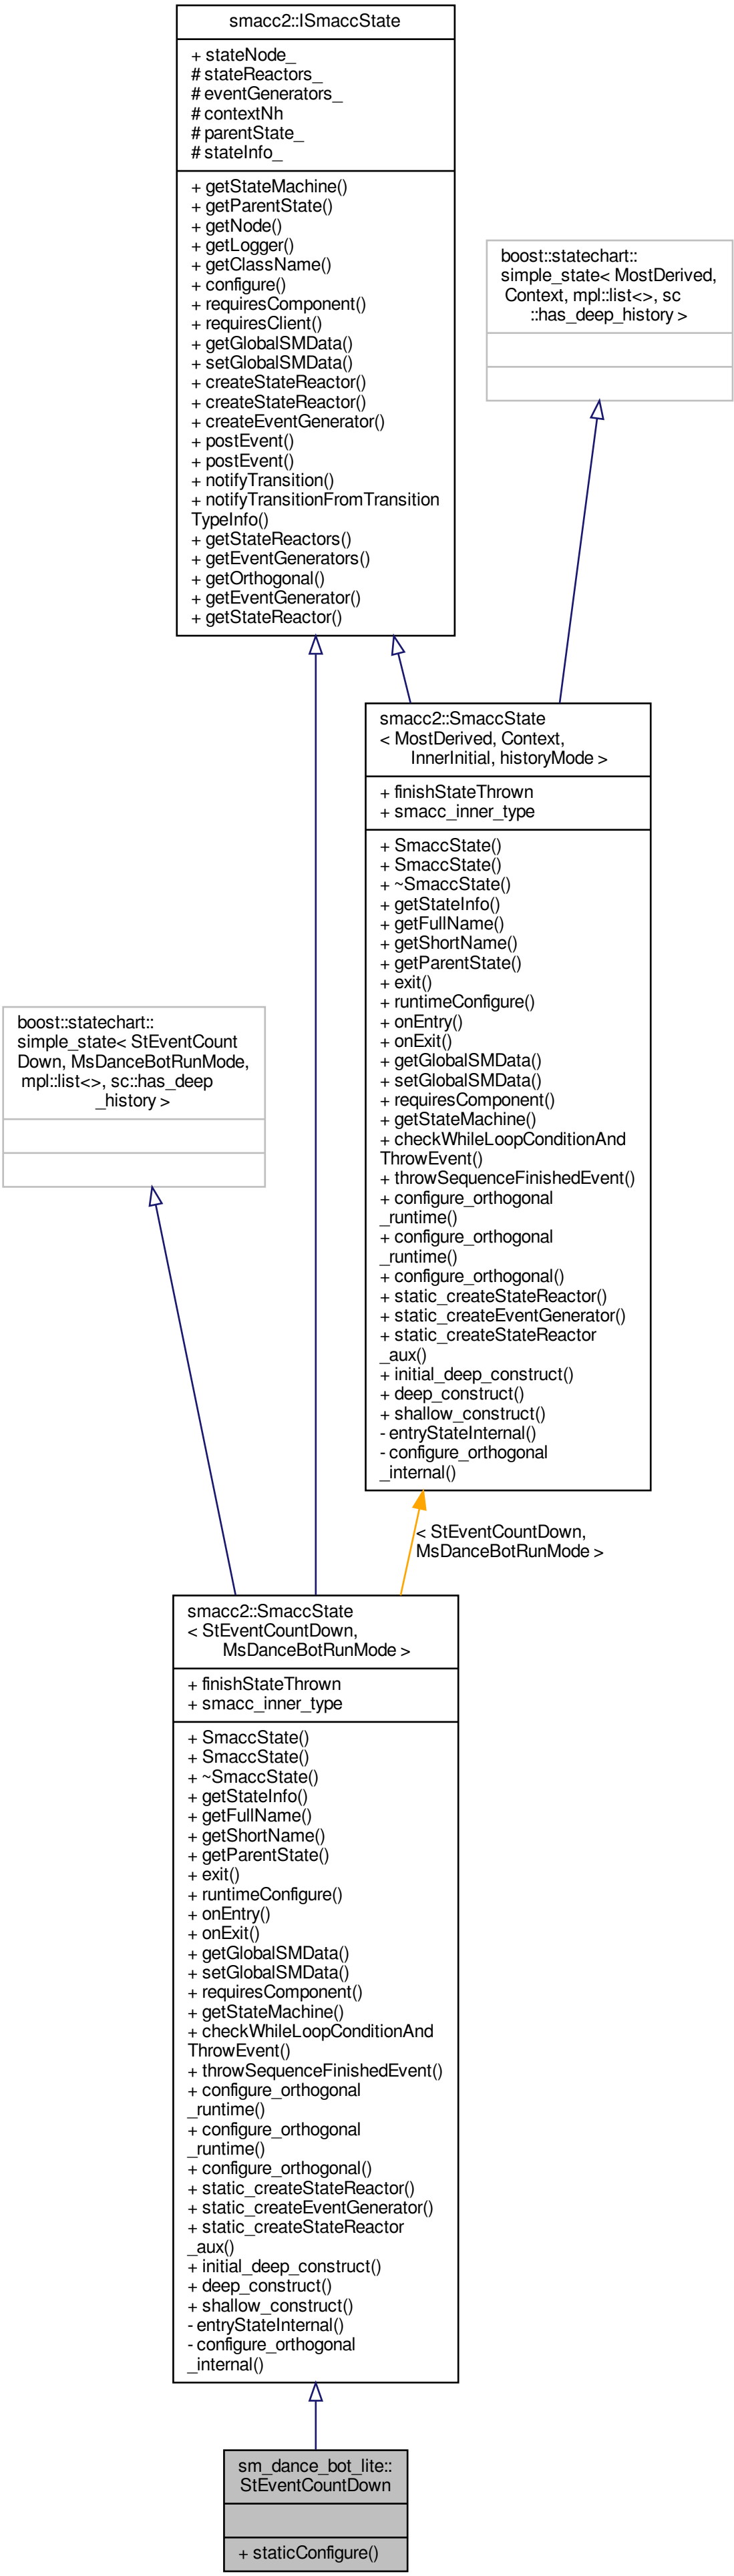 smacc2::ISmaccState
+ stateNode_
# stateReactors_
# eventGenerators_
# contextNh
# parentState_
# stateInfo_
+ getStateMachine()
+ getParentState()
+ getNode()
+ getLogger()
+ getClassName()
+ configure()
+ requiresComponent()
+ requiresClient()
+ getGlobalSMData()
+ setGlobalSMData()
+ createStateReactor()
+ createStateReactor()
+ createEventGenerator()
+ postEvent()
+ postEvent()
+ notifyTransition()
+ notifyTransitionFromTransition
TypeInfo()
+ getStateReactors()
+ getEventGenerators()
+ getOrthogonal()
+ getEventGenerator()
+ getStateReactor()
boost::statechart::
simple_state< MostDerived,
Context, mpl::list<>, sc
::has_deep_history >
smacc2::SmaccState
< MostDerived, Context,
InnerInitial, historyMode >
+ finishStateThrown
+ smacc_inner_type
+ SmaccState()
+ SmaccState()
+ ~SmaccState()
+ getStateInfo()
+ getFullName()
+ getShortName()
+ getParentState()
+ exit()
+ runtimeConfigure()
+ onEntry()
+ onExit()
+ getGlobalSMData()
+ setGlobalSMData()
+ requiresComponent()
+ getStateMachine()
+ checkWhileLoopConditionAnd
ThrowEvent()
+ throwSequenceFinishedEvent()
+ configure_orthogonal
_runtime()
+ configure_orthogonal
_runtime()
+ configure_orthogonal()
+ static_createStateReactor()
+ static_createEventGenerator()
+ static_createStateReactor
_aux()
+ initial_deep_construct()
+ deep_construct()
+ shallow_construct()
- entryStateInternal()
- configure_orthogonal
_internal()
boost::statechart::
simple_state< StEventCount
Down, MsDanceBotRunMode,
mpl::list<>, sc::has_deep
_history >
< StEventCountDown,
MsDanceBotRunMode >
smacc2::SmaccState
< StEventCountDown,
MsDanceBotRunMode >
+ finishStateThrown
+ smacc_inner_type
+ SmaccState()
+ SmaccState()
+ ~SmaccState()
+ getStateInfo()
+ getFullName()
+ getShortName()
+ getParentState()
+ exit()
+ runtimeConfigure()
+ onEntry()
+ onExit()
+ getGlobalSMData()
+ setGlobalSMData()
+ requiresComponent()
+ getStateMachine()
+ checkWhileLoopConditionAnd
ThrowEvent()
+ throwSequenceFinishedEvent()
+ configure_orthogonal
_runtime()
+ configure_orthogonal
_runtime()
+ configure_orthogonal()
+ static_createStateReactor()
+ static_createEventGenerator()
+ static_createStateReactor
_aux()
+ initial_deep_construct()
+ deep_construct()
+ shallow_construct()
- entryStateInternal()
- configure_orthogonal
_internal()
sm_dance_bot_lite::
StEventCountDown
+ staticConfigure()